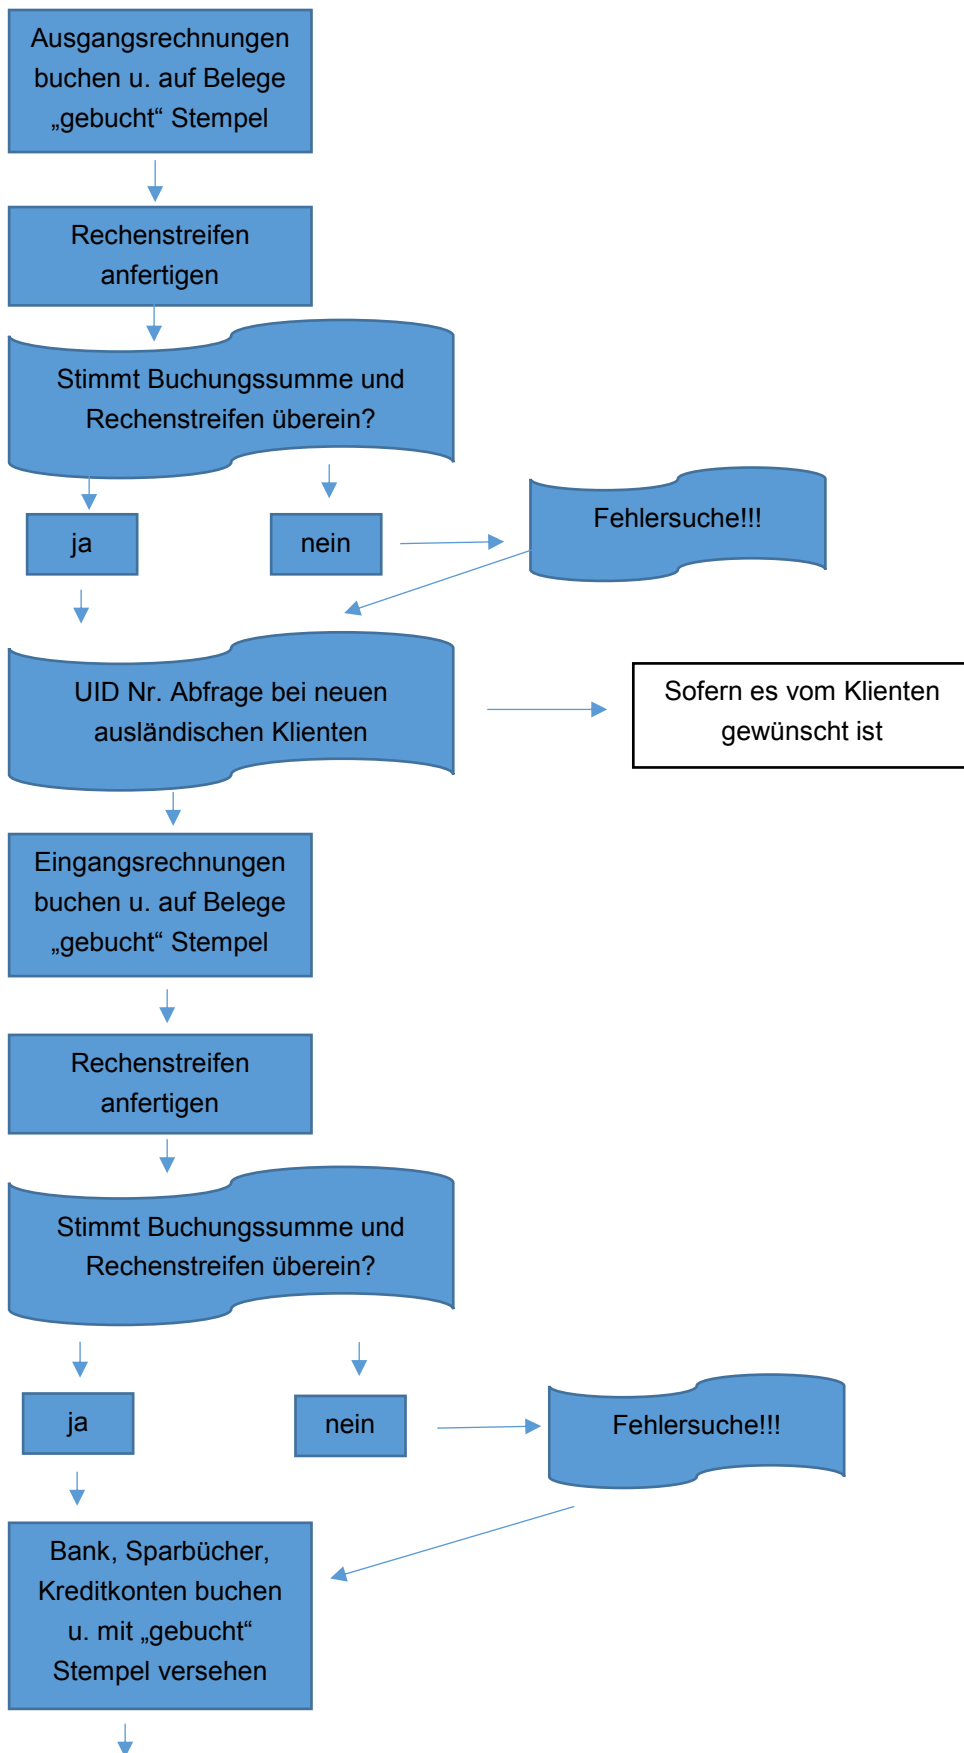 Ausgangsrechnungen
buchen u. auf Belege
„gebucht“ Stempel
Rechenstreifen
anfertigen
Stimmt Buchungssumme und
Rechenstreifen überein?
ja
nein
Fehlersuche!!!
UID Nr. Abfrage bei neuen
ausländischen Klienten
Sofern es vom Klienten
gewünscht ist
Eingangsrechnungen
buchen u. auf Belege
„gebucht“ Stempel
Rechenstreifen
anfertigen
Stimmt Buchungssumme und
Rechenstreifen überein?
ja
nein
Fehlersuche!!!
Bank, Sparbücher,
Kreditkonten buchen
u. mit „gebucht“
Stempel versehen